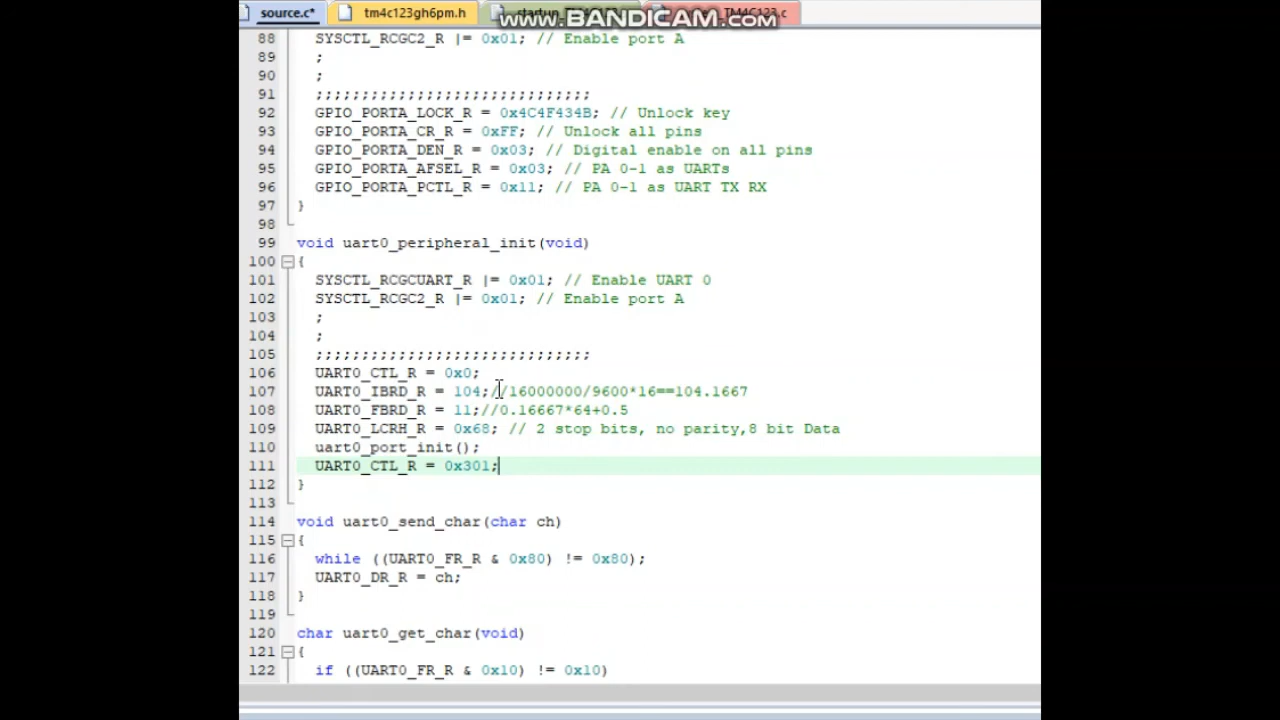 source.c* tm4c123gh6pm.h startup_TM4C123.c
www.BANDICAM.com
88 SYSCTL_RCGC2_R |= 0x01; // Enable port A
89 ;
90 ;
91 ;;;;;;;;;;;;;;;;;;;;;;;;;;;;;;
92 GPIO_PORTA_LOCK_R = 0x4C4F434B; // Unlock key
93 GPIO_PORTA_CR_R = 0xFF; // Unlock all pins
94 GPIO_PORTA_DEN_R = 0x03; // Digital enable on all pins
95 GPIO_PORTA_AFSEL_R = 0x03; // PA 0-1 as UARTs
96 GPIO_PORTA_PCTL_R = 0x11; // PA 0-1 as UART TX RX
97 }
98
99 void uart0_peripheral_init(void)
100 {
101 SYSCTL_RCGCUART_R |= 0x01; // Enable UART 0
102 SYSCTL_RCGC2_R |= 0x01; // Enable port A
103 ;
104 ;
105 ;;;;;;;;;;;;;;;;;;;;;;;;;;;;;;
106 UART0_CTL_R = 0x0;
107 UART0_IBRD_R = 104;//16000000/9600*16==104.1667
108 UART0_FBRD_R = 11;//0.16667*64+0.5
109 UART0_LCRH_R = 0x68; // 2 stop bits, no parity,8 bit Data
110 uart0_port_init();
111 UART0_CTL_R = 0x301;
112 }
113
114 void uart0_send_char(char ch)
115 {
116 while ((UART0_FR_R & 0x80) != 0x80);
117 UART0_DR_R = ch;
118 }
119
120 char uart0_get_char(void)
121 {
122 if ((UART0_FR_R & 0x10) != 0x10)